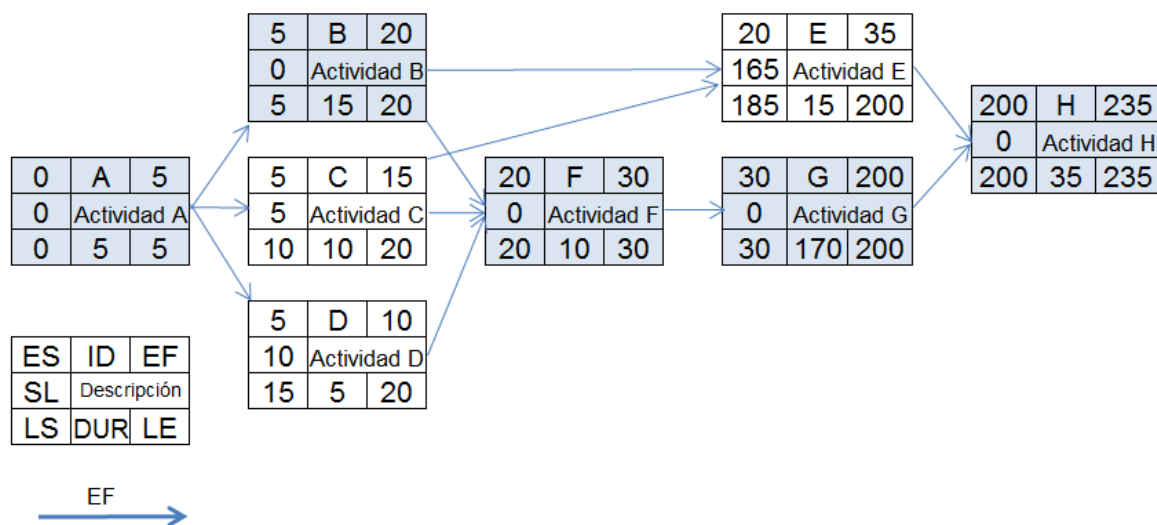 5 B 20
0 Actividad B
5 15 20
20 E 35
165 Actividad E
185 15 200
200 H 235
0 Actividad H
200 35 235
0 A 5
0 Actividad A
0 5 5
5 C 15
5 Actividad C
10 10 20
20 F 30
0 Actividad F
20 10 30
30 G 200
0 Actividad G
30 170 200
5 D 10
10 Actividad D
15 5 20
ES ID EF
SL Descripción
LS DUR LE
EF